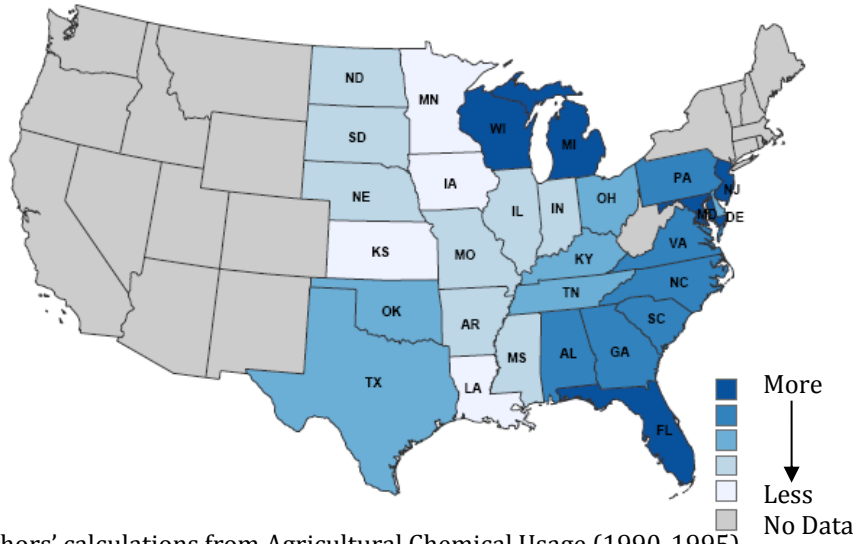 ND
MN
WI
MI
SD
PA
NJ
IA
NE
OH
MD
DE
IL
IN
VA
KS
MO
KY
NC
TN
OK
AR
SC
MS
AL
GA
TX
LA
More
FL
Less
No Data
hors' calculations from Agricultural Chemical Usage (1990-1995)